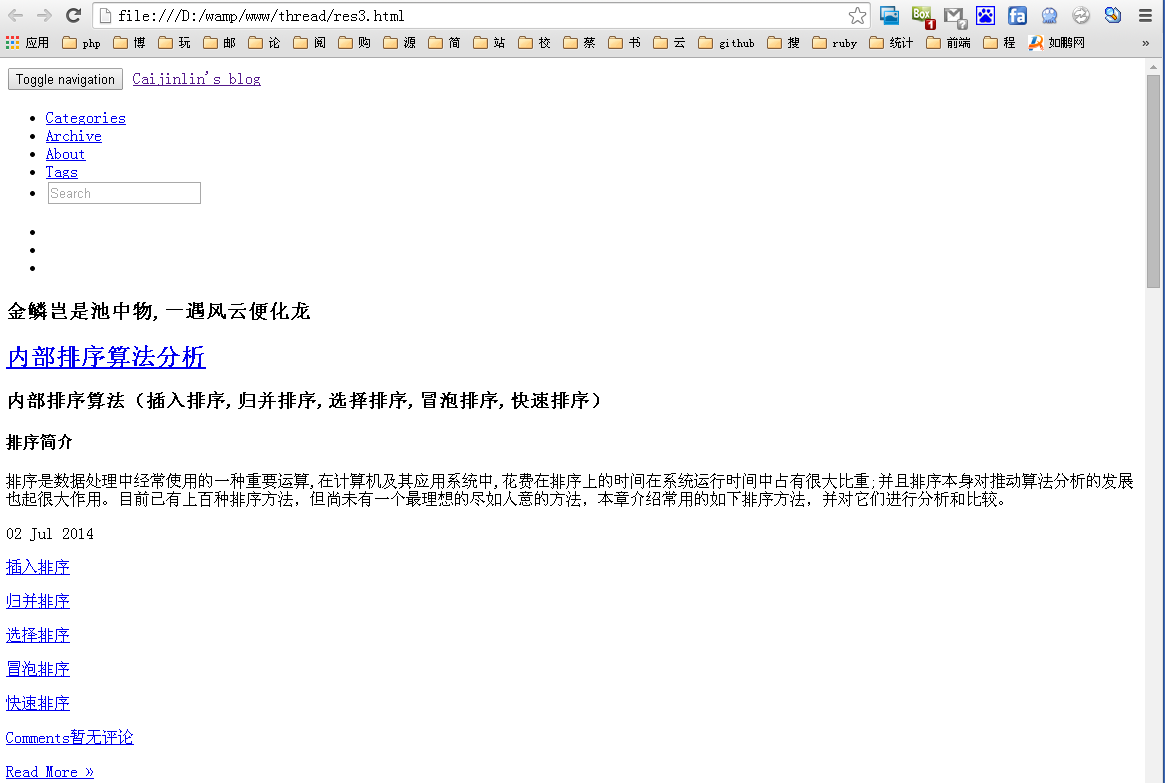 file:///D:/wamp/www/thread/res3.html
Box 1
fa
应用 php 博 玩 邮 论 阅 购 源 简 站 校 蔡 书 云 github 搜 ruby 统计 前端 程 如鹏网 »
Toggle navigation Caijinlin's blog
Categories
Archive
About
Tags
Search
金鳞岂是池中物,一遇风云便化龙
内部排序算法分析
内部排序算法（插入排序,归并排序,选择排序,冒泡排序,快速排序）
排序简介
排序是数据处理中经常使用的一种重要运算,在计算机及其应用系统中,花费在排序上的时间在系统运行时间中占有很大比重;并且排序本身对推动算法分析的发展
也起很大作用。目前已有上百种排序方法，但尚未有一个最理想的尽如人意的方法，本章介绍常用的如下排序方法，并对它们进行分析和比较。
02 Jul 2014
插入排序
归并排序
选择排序
冒泡排序
快速排序
Comments暂无评论
Read More »